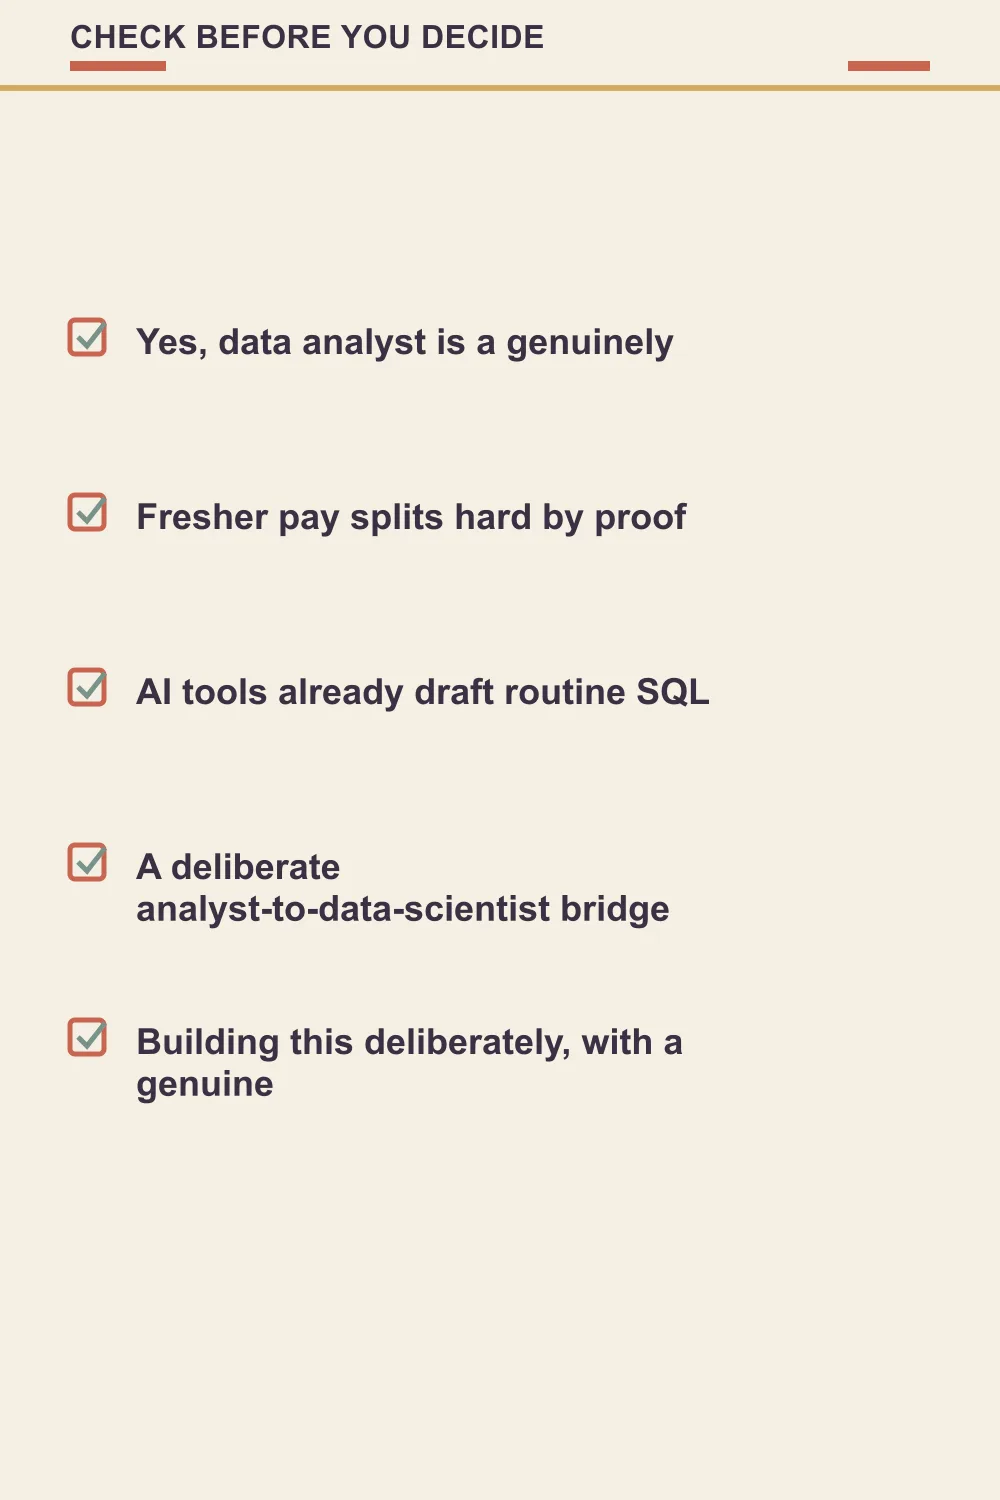 CHECK BEFORE YOU DECIDE
Yes, data analyst is a genuinely
Fresher pay splits hard by proof
AI tools already draft routine SQL
A deliberate
analyst-to-data-scientist bridge
Building this deliberately, with a
genuine